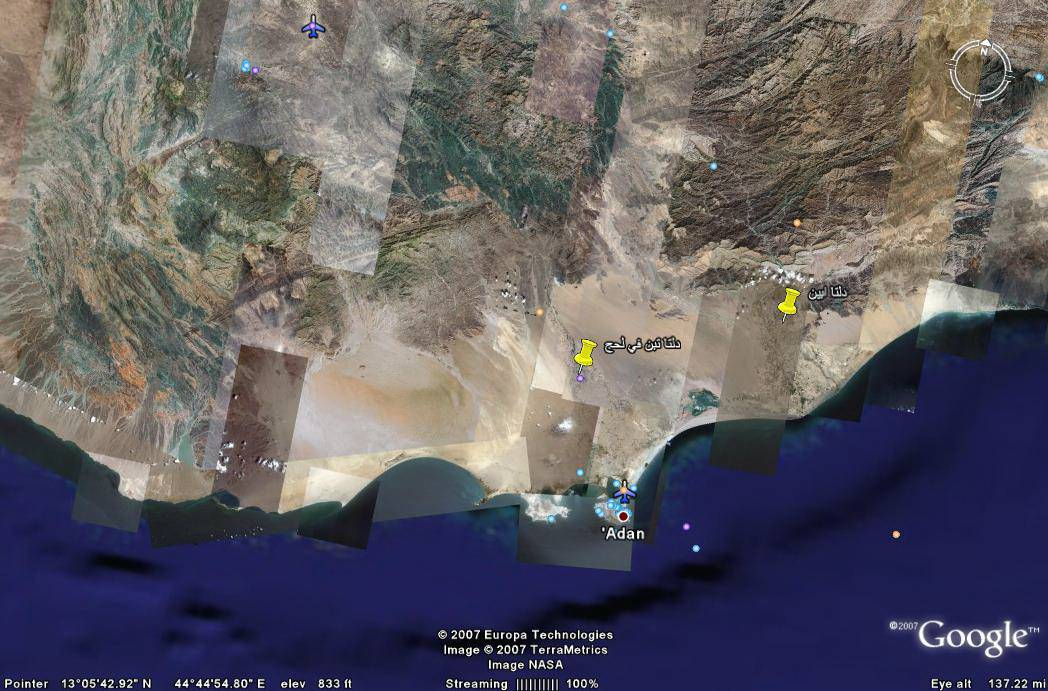 N
دلتا ابين
دلتا تبن في لحج
'Adan
© 2007 Europa Technologies
Image © 2007 TerraMetrics
Image NASA
©2007 Google™
Pointer 13°05'42.92" N 44°44'54.80" E elev 833 ft Streaming |||||||||| 100% Eye alt 137.22 mi